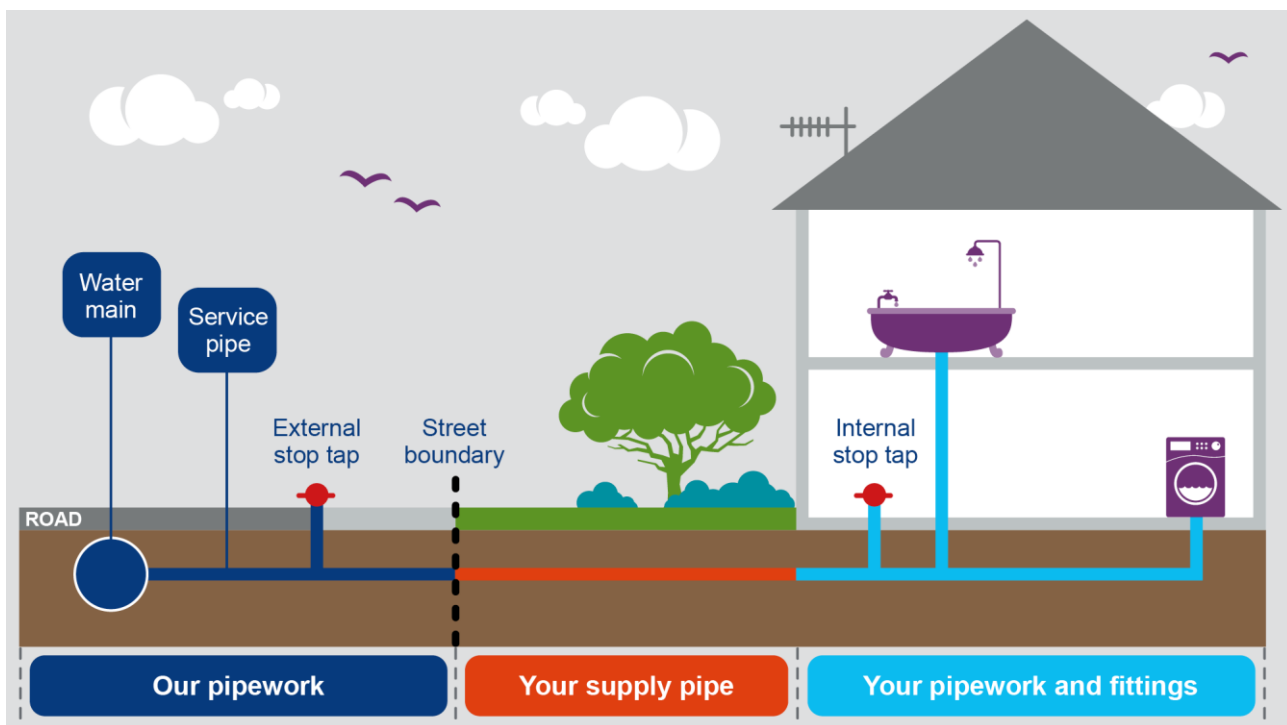 Water
main
Service
pipe
External
stop tap
Street
boundary
Internal
stop tap
ROAD
Our pipework
Your supply pipe
Your pipework and fittings